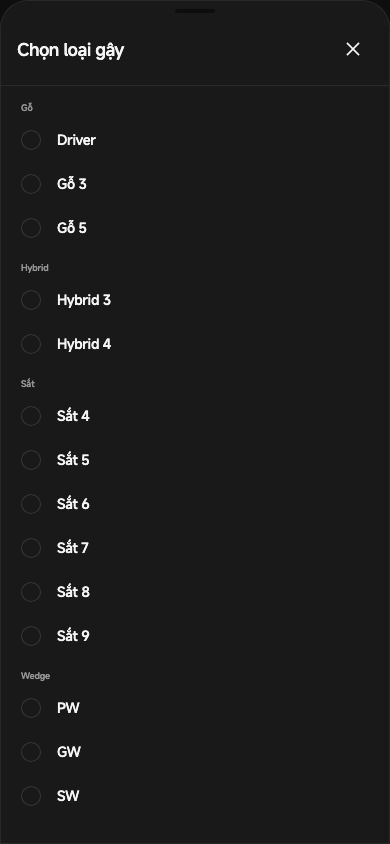 Chọn loại gậy
Gỗ
Driver
Gỗ 3
Gỗ 5
Hybrid
Hybrid 3
Hybrid 4
Sắt
Sắt 4
Sắt 5
Sắt 6
Sắt 7
Sắt 8
Sắt 9
Wedge
PW
GW
SW